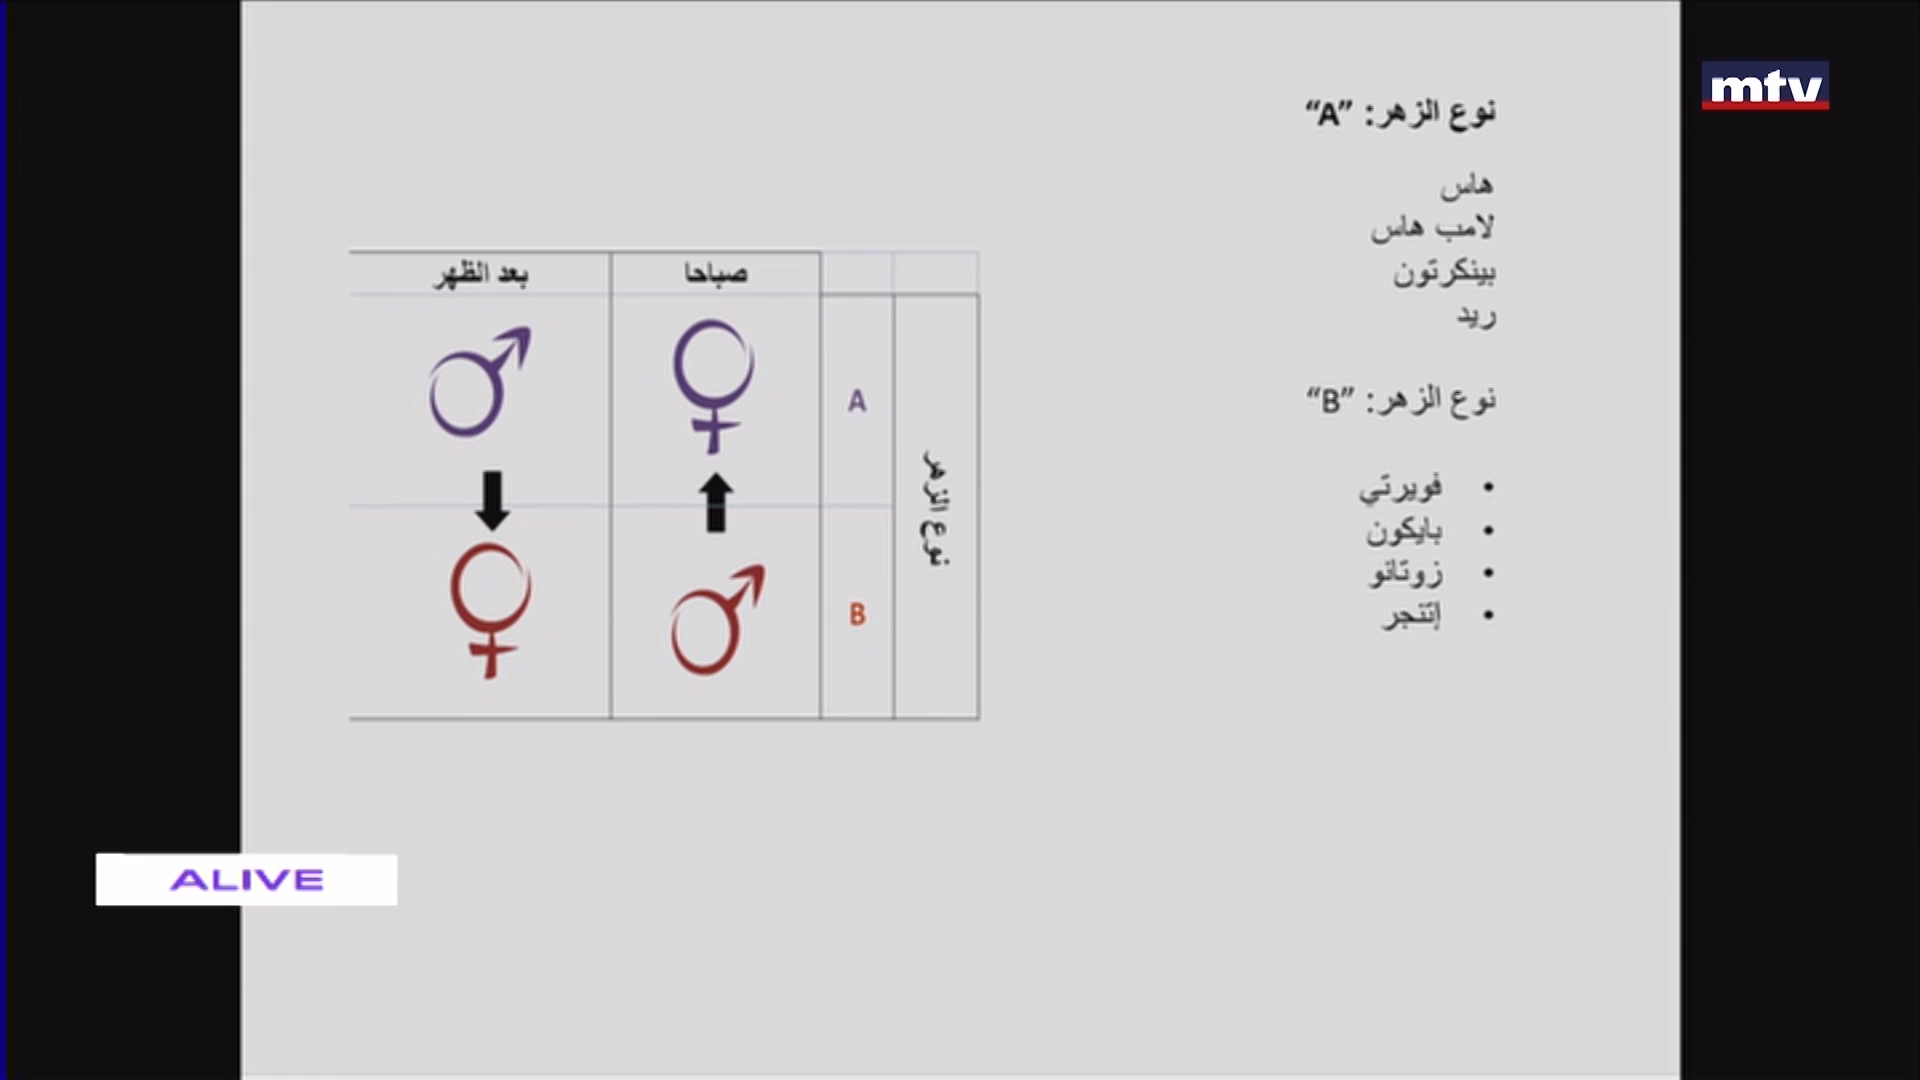 mtv
نوع الزهر: “A”
هاس
لامب هاس
بينكرتون
ريد
نوع الزهر: “B”
• فويرتي
• بايكون
• زوتانو
• إتنجر
صباحا
بعد الظهر
نوع الزهر
A
B
ALIVE